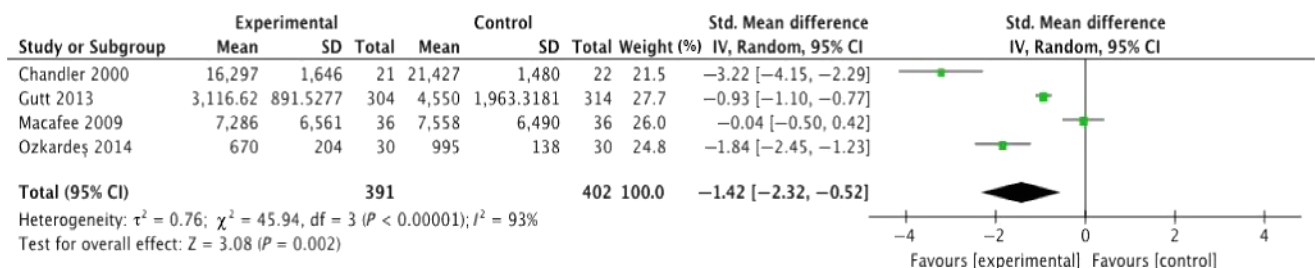 Experimental Control Std. Mean difference Std. Mean difference
Study or Subgroup Mean SD Total Mean SD Total Weight (%) IV, Random, 95% CI IV, Random, 95% CI
Chandler 2000 16,297 1,646 21 21,427 1,480 22 21.5 −3.22 [−4.15, −2.29]
Gutt 2013 3,116.62 891.5277 304 4,550 1,963.3181 314 27.7 −0.93 [−1.10, −0.77]
Macafee 2009 7,286 6,561 36 7,558 6,490 36 26.0 −0.04 [−0.50, 0.42]
Ozkardeş 2014 670 204 30 995 138 30 24.8 −1.84 [−2.45, −1.23]
Total (95% CI) 391 402 100.0 −1.42 [−2.32, −0.52]
Heterogeneity: τ² = 0.76; χ² = 45.94, df = 3 (P < 0.00001); I² = 93%
Test for overall effect: Z = 3.08 (P = 0.002)
−4 −2 0 2 4
Favours [experimental] Favours [control]